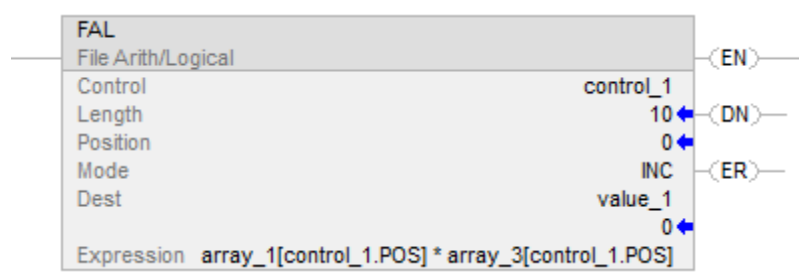 FAL
File Arith/Logical
(EN)
Control control_1
Length 10
(DN)
Position 0
Mode INC
(ER)
Dest value_1
0
Expression array_1[control_1.POS] * array_3[control_1.POS]